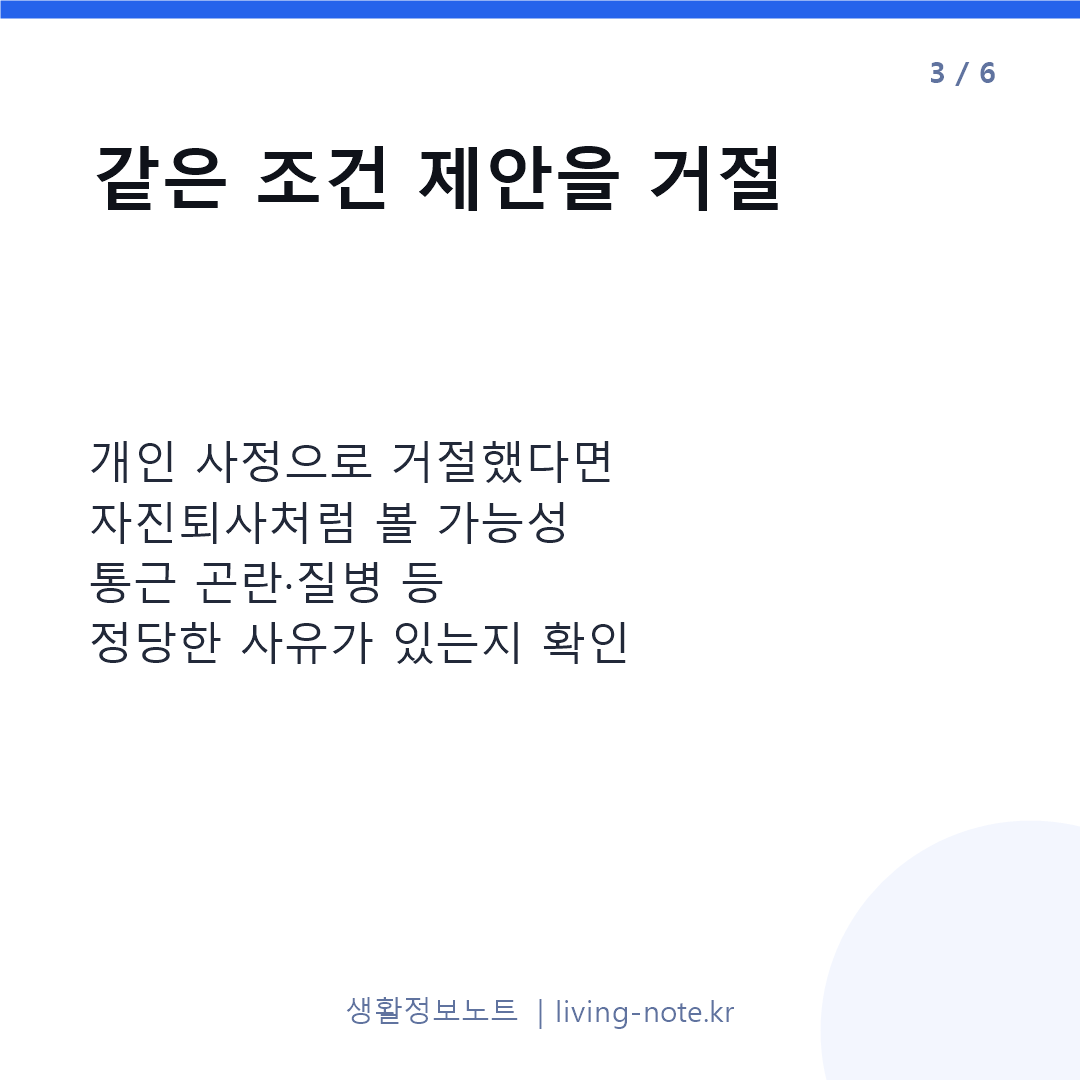 3 / 6
같은 조건 제안을 거절
개인 사정으로 거절했다면
자진퇴사처럼 볼 가능성
통근 곤란·질병 등
정당한 사유가 있는지 확인
생활정보노트 | living-note.kr